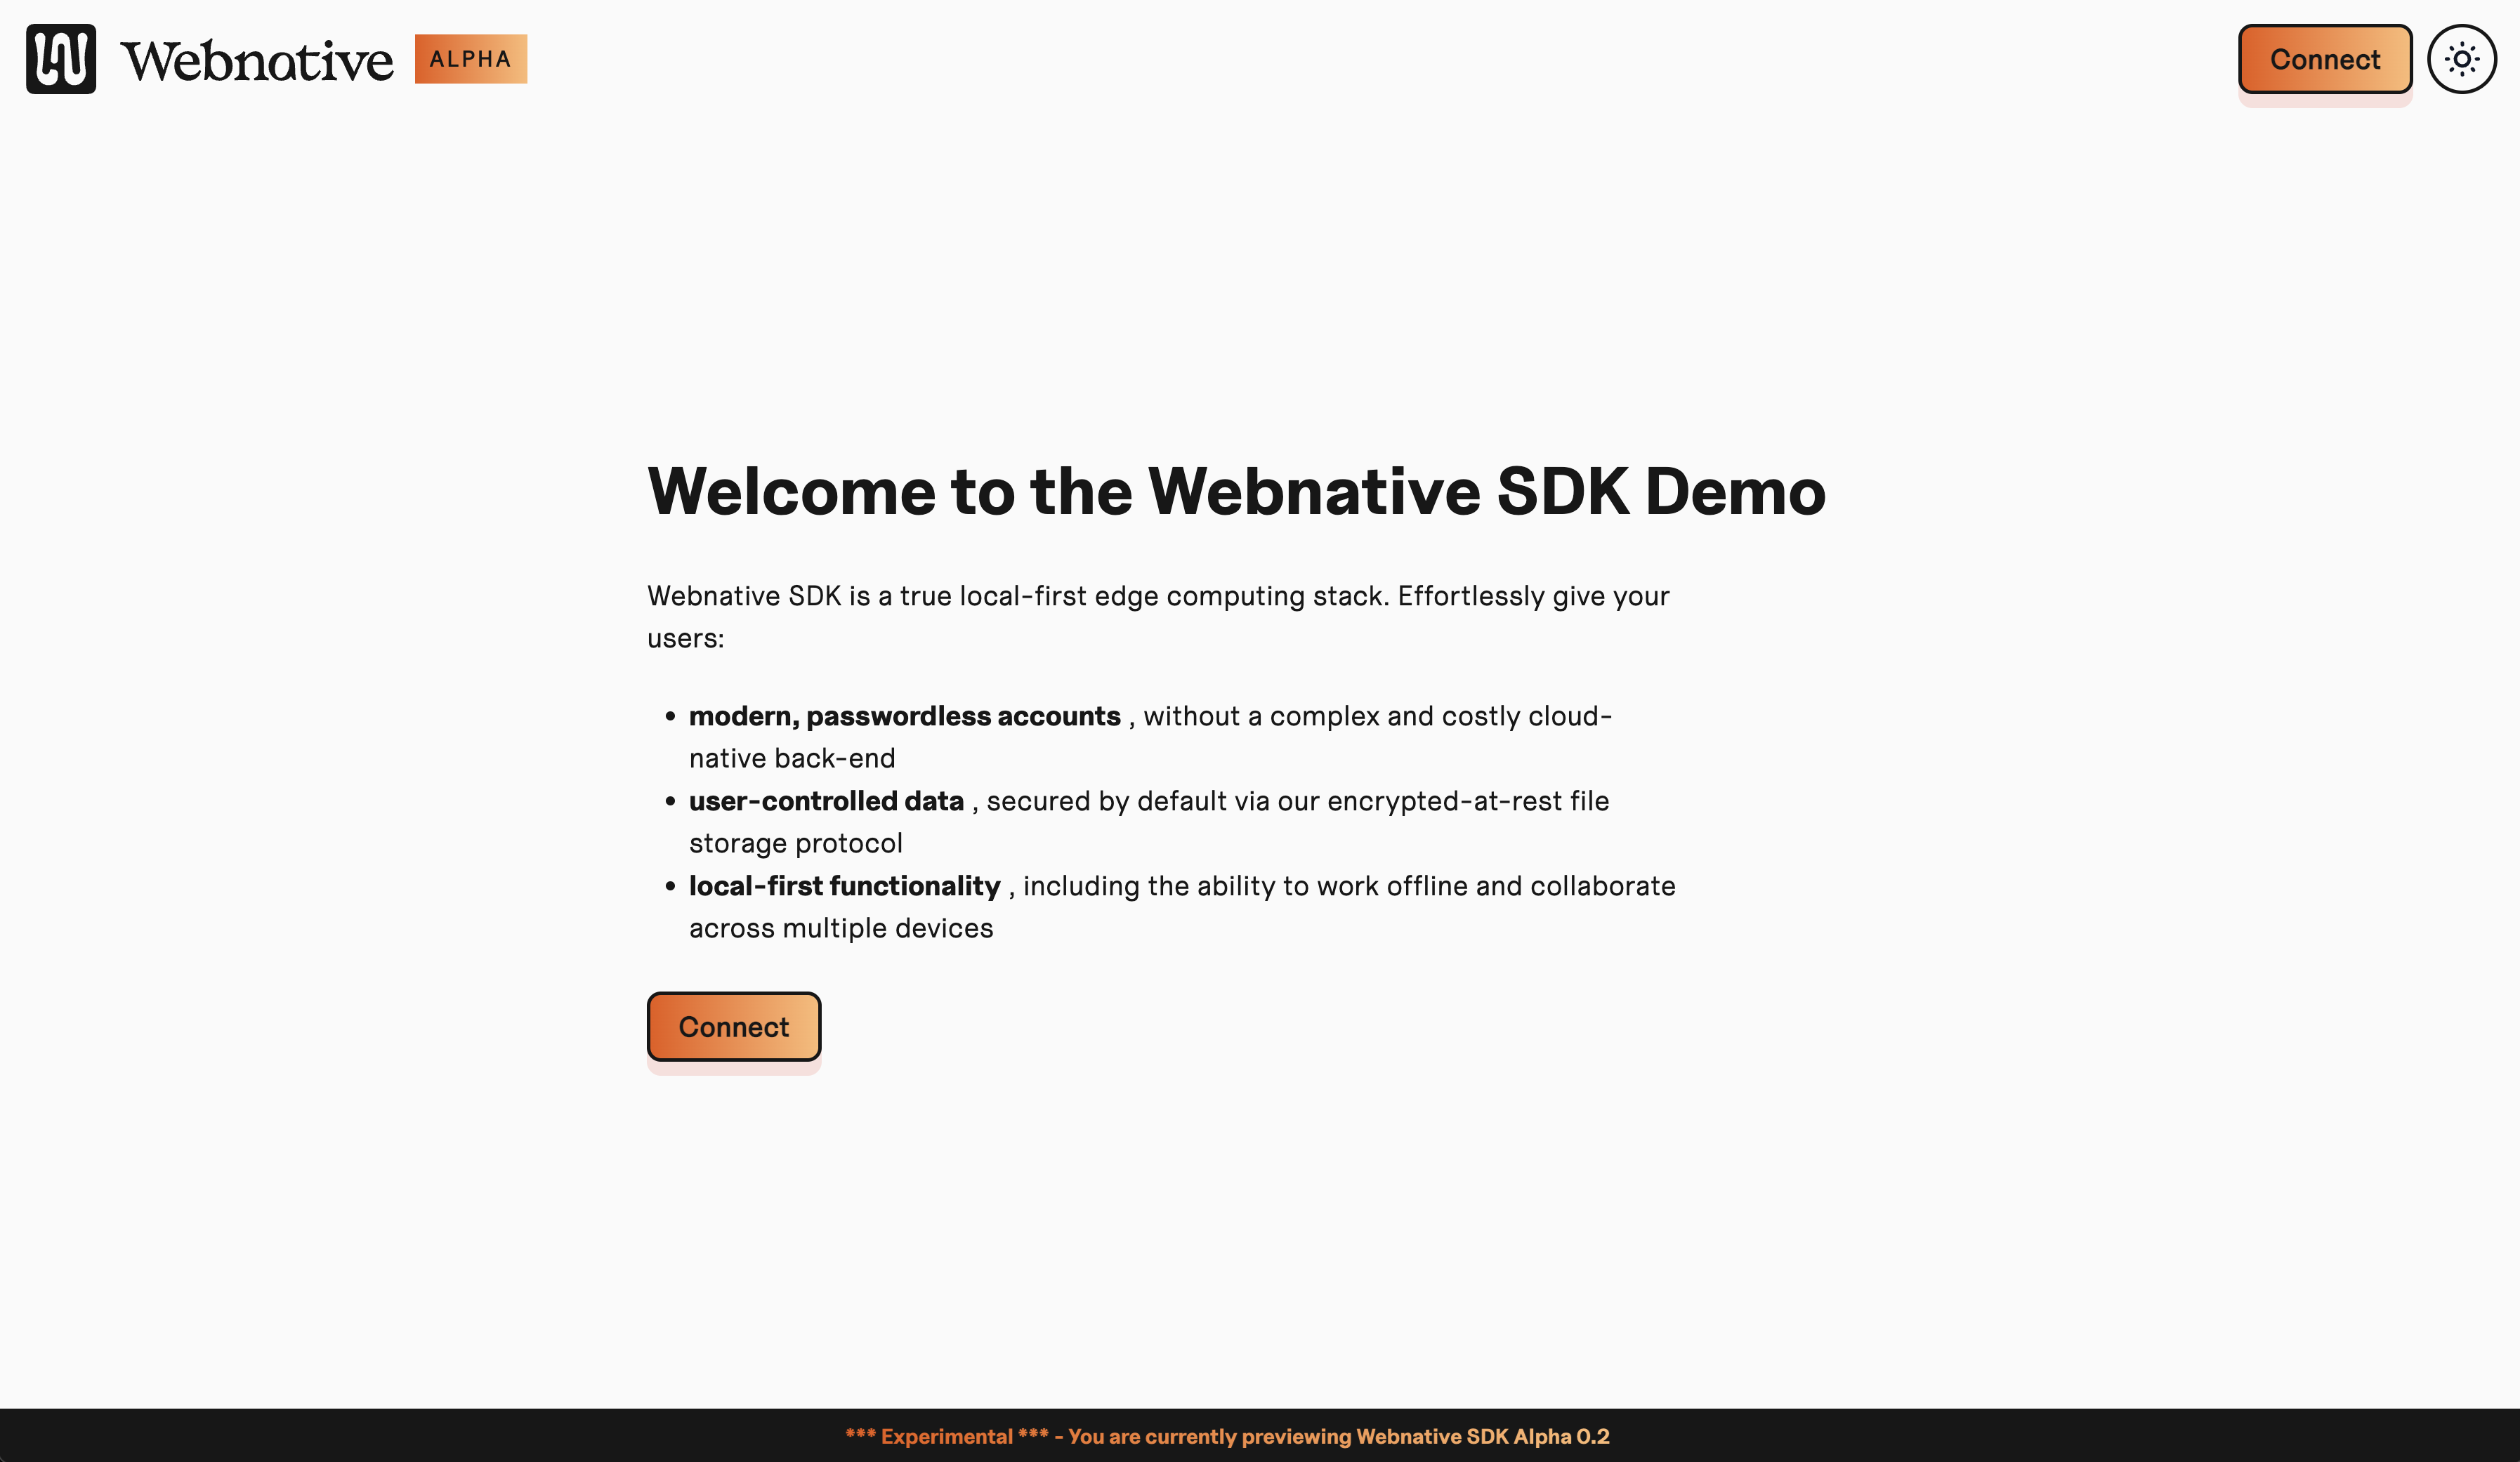 Webnative ALPHA
Connect
Welcome to the Webnative SDK Demo
Webnative SDK is a true local-first edge computing stack. Effortlessly give your
users:
• modern, passwordless accounts , without a complex and costly cloud-
native back-end
• user-controlled data , secured by default via our encrypted-at-rest file
storage protocol
• local-first functionality , including the ability to work offline and collaborate
across multiple devices
Connect
*** Experimental *** - You are currently previewing Webnative SDK Alpha 0.2